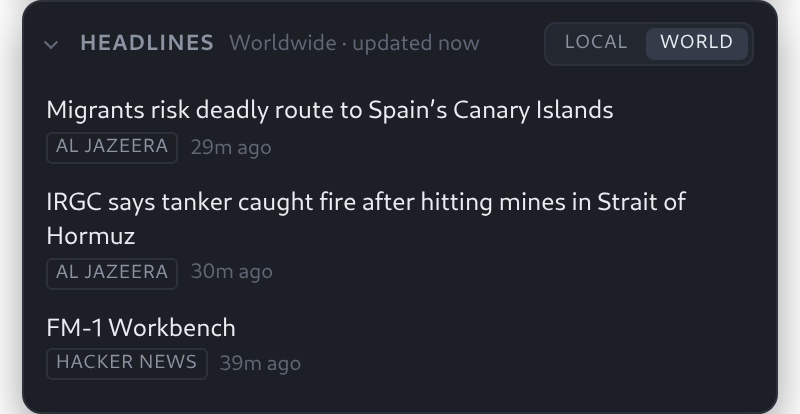 HEADLINES Worldwide · updated now LOCAL WORLD
Migrants risk deadly route to Spain’s Canary Islands
AL JAZEERA 29m ago
IRGC says tanker caught fire after hitting mines in Strait of
Hormuz
AL JAZEERA 30m ago
FM-1 Workbench
HACKER NEWS 39m ago